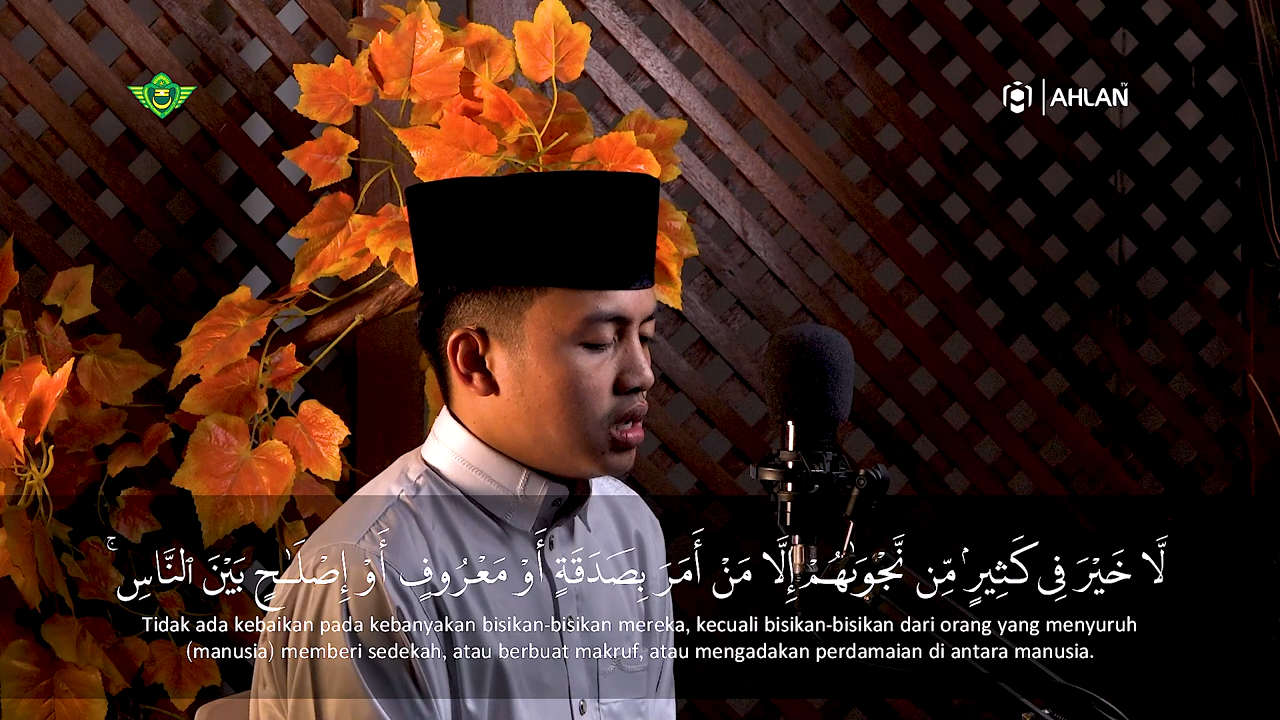 AHLAN TV
لَّا خَيْرَ فِي كَثِيرٍ مِّن نَّجْوَىٰهُمْ إِلَّا مَنْ أَمَرَ بِصَدَقَةٍ أَوْ مَعْرُوفٍ أَوْ إِصْلَـٰحٍۭ بَيْنَ ٱلنَّاسِ ۚ
Tidak ada kebaikan pada kebanyakan bisikan-bisikan mereka, kecuali bisikan-bisikan dari orang yang menyuruh
(manusia) memberi sedekah, atau berbuat makruf, atau mengadakan perdamaian di antara manusia.